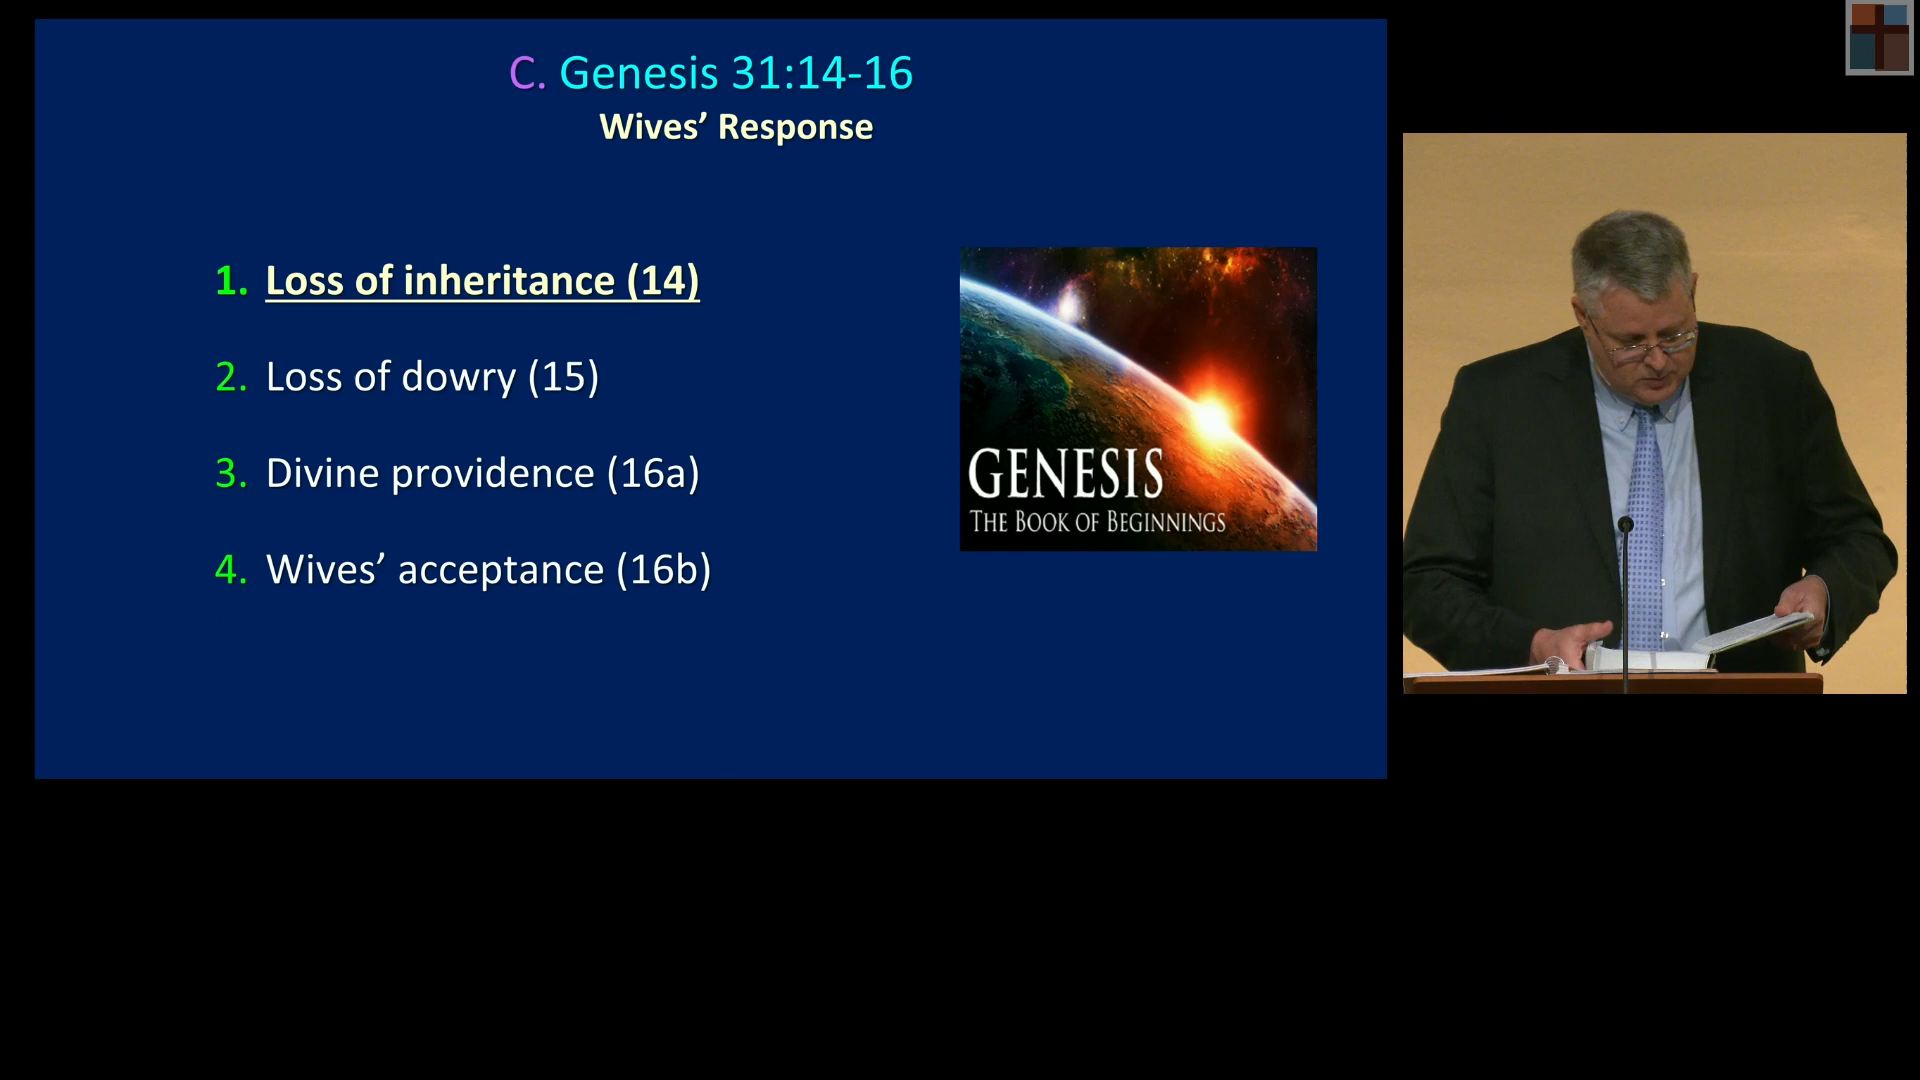 C. Genesis 31:14-16
Wives’ Response
1. Loss of inheritance (14)
2. Loss of dowry (15)
3. Divine providence (16a)
4. Wives’ acceptance (16b)
GENESIS
THE BOOK OF BEGINNINGS